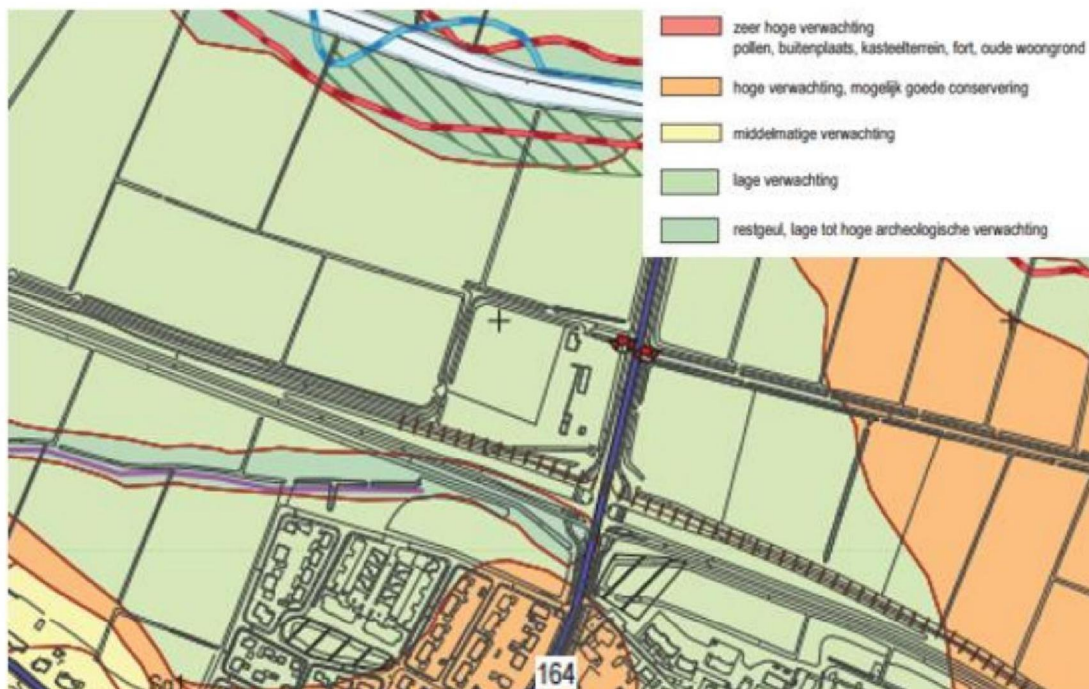 zeer hoge verwachting
pollen, buitenplaats, kasteelterrein, fort, oude woongrond
hoge verwachting, mogelijk goede conservering
middelmatige verwachting
lage verwachting
restgeul, lage tot hoge archeologische verwachting
164